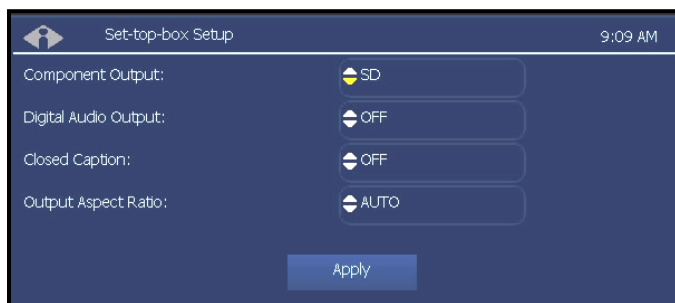 Set-top-box Setup 9:09 AM
Component Output: SD
Digital Audio Output: OFF
Closed Caption: OFF
Output Aspect Ratio: AUTO
Apply